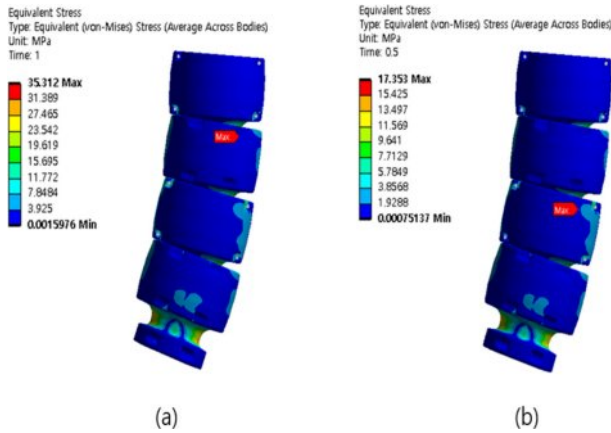 Equivalent Stress
Type: Equivalent (von-Mises) Stress (Average Across Bodies)
Unit: MPa
Time: 1
35.312 Max
31.389
27.465
23.542
19.619
15.695
11.772
7.8484
3.925
0.0015976 Min
Max
(a)
Equivalent Stress
Type: Equivalent (von-Mises) Stress (Average Across Bodies)
Unit: MPa
Time: 0.5
17.353 Max
15.425
13.497
11.569
9.641
7.7129
5.7849
3.8568
1.9288
0.00075137 Min
Max
(b)